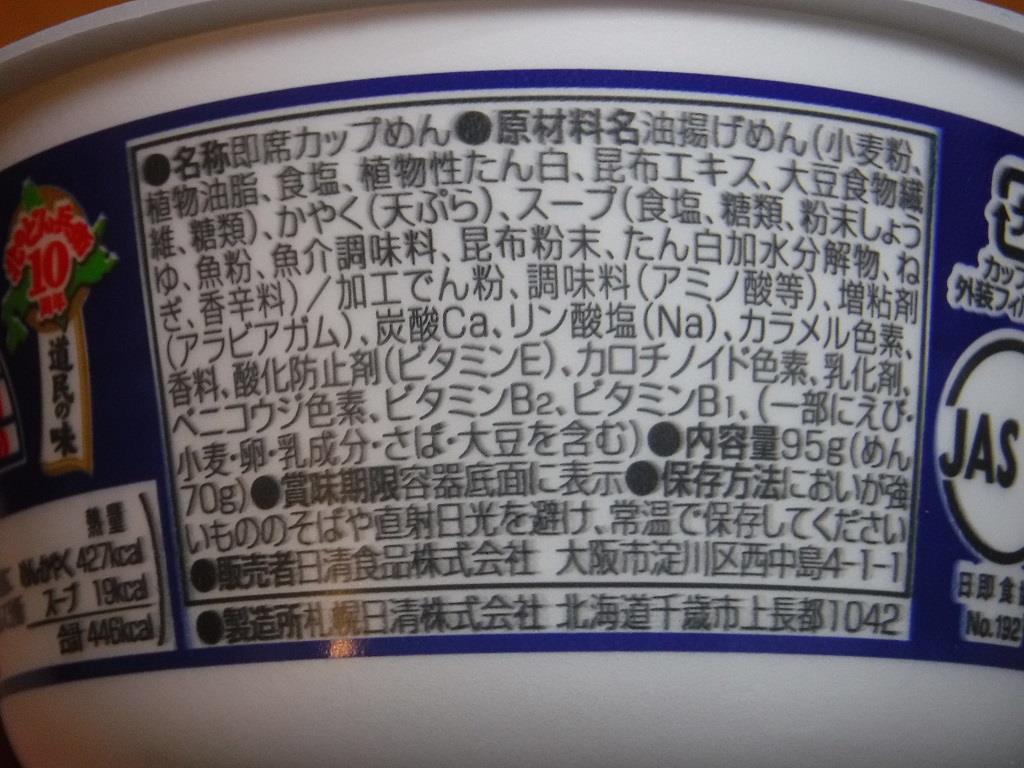 ●名称即席カップめん●原材料名油揚げめん(小麦粉、
植物油脂、食塩、植物性たん白、昆布エキス、大豆食物繊
維、糖類)、かやく(天ぷら)、スープ(食塩、糖類、粉末しょう
ゆ、魚粉、魚介調味料、昆布粉末、たん白加水分解物、ね
ぎ、香辛料)/加工でん粉、調味料(アミノ酸等)、増粘剤
(アラビアガム)、炭酸Ca、リン酸塩(Na)、カラメル色素、
香料、酸化防止剤(ビタミンE)、カロチノイド色素、乳化剤、
ベニコウジ色素、ビタミンB2、ビタミンB1、(一部にえび・
小麦・卵・乳成分・さば・大豆を含む)●内容量95g(めん
70g)●賞味期限容器底面に表示●保存方法においが強
いもののそばや直射日光を避け、常温で保存してください
●販売者日清食品株式会社 大阪市淀川区西中島4-1-1
●製造所札幌日清株式会社 北海道千歳市上長都1042
10
周年
道民の味
熱量
めん・かやく 427kcal
スープ 19kcal
合計 446kcal
カップ
外装フィ
JAS
日即食
No.192